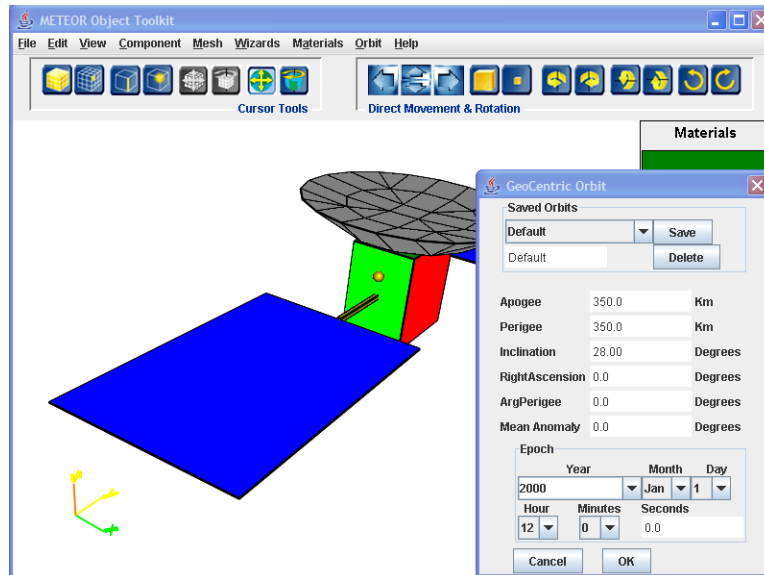 METEOR Object Toolkit
File Edit View Component Mesh Wizards Materials Orbit Help
Cursor Tools
Direct Movement & Rotation
Materials
GeoCentric Orbit
Saved Orbits
Default Save
Default Delete
Apogee 350.0 Km
Perigee 350.0 Km
Inclination 28.00 Degrees
RightAscension 0.0 Degrees
ArgPerigee 0.0 Degrees
Mean Anomaly 0.0 Degrees
Epoch
Year Month Day
2000 Jan 1
Hour Minutes Seconds
12 0 0.0
Cancel OK